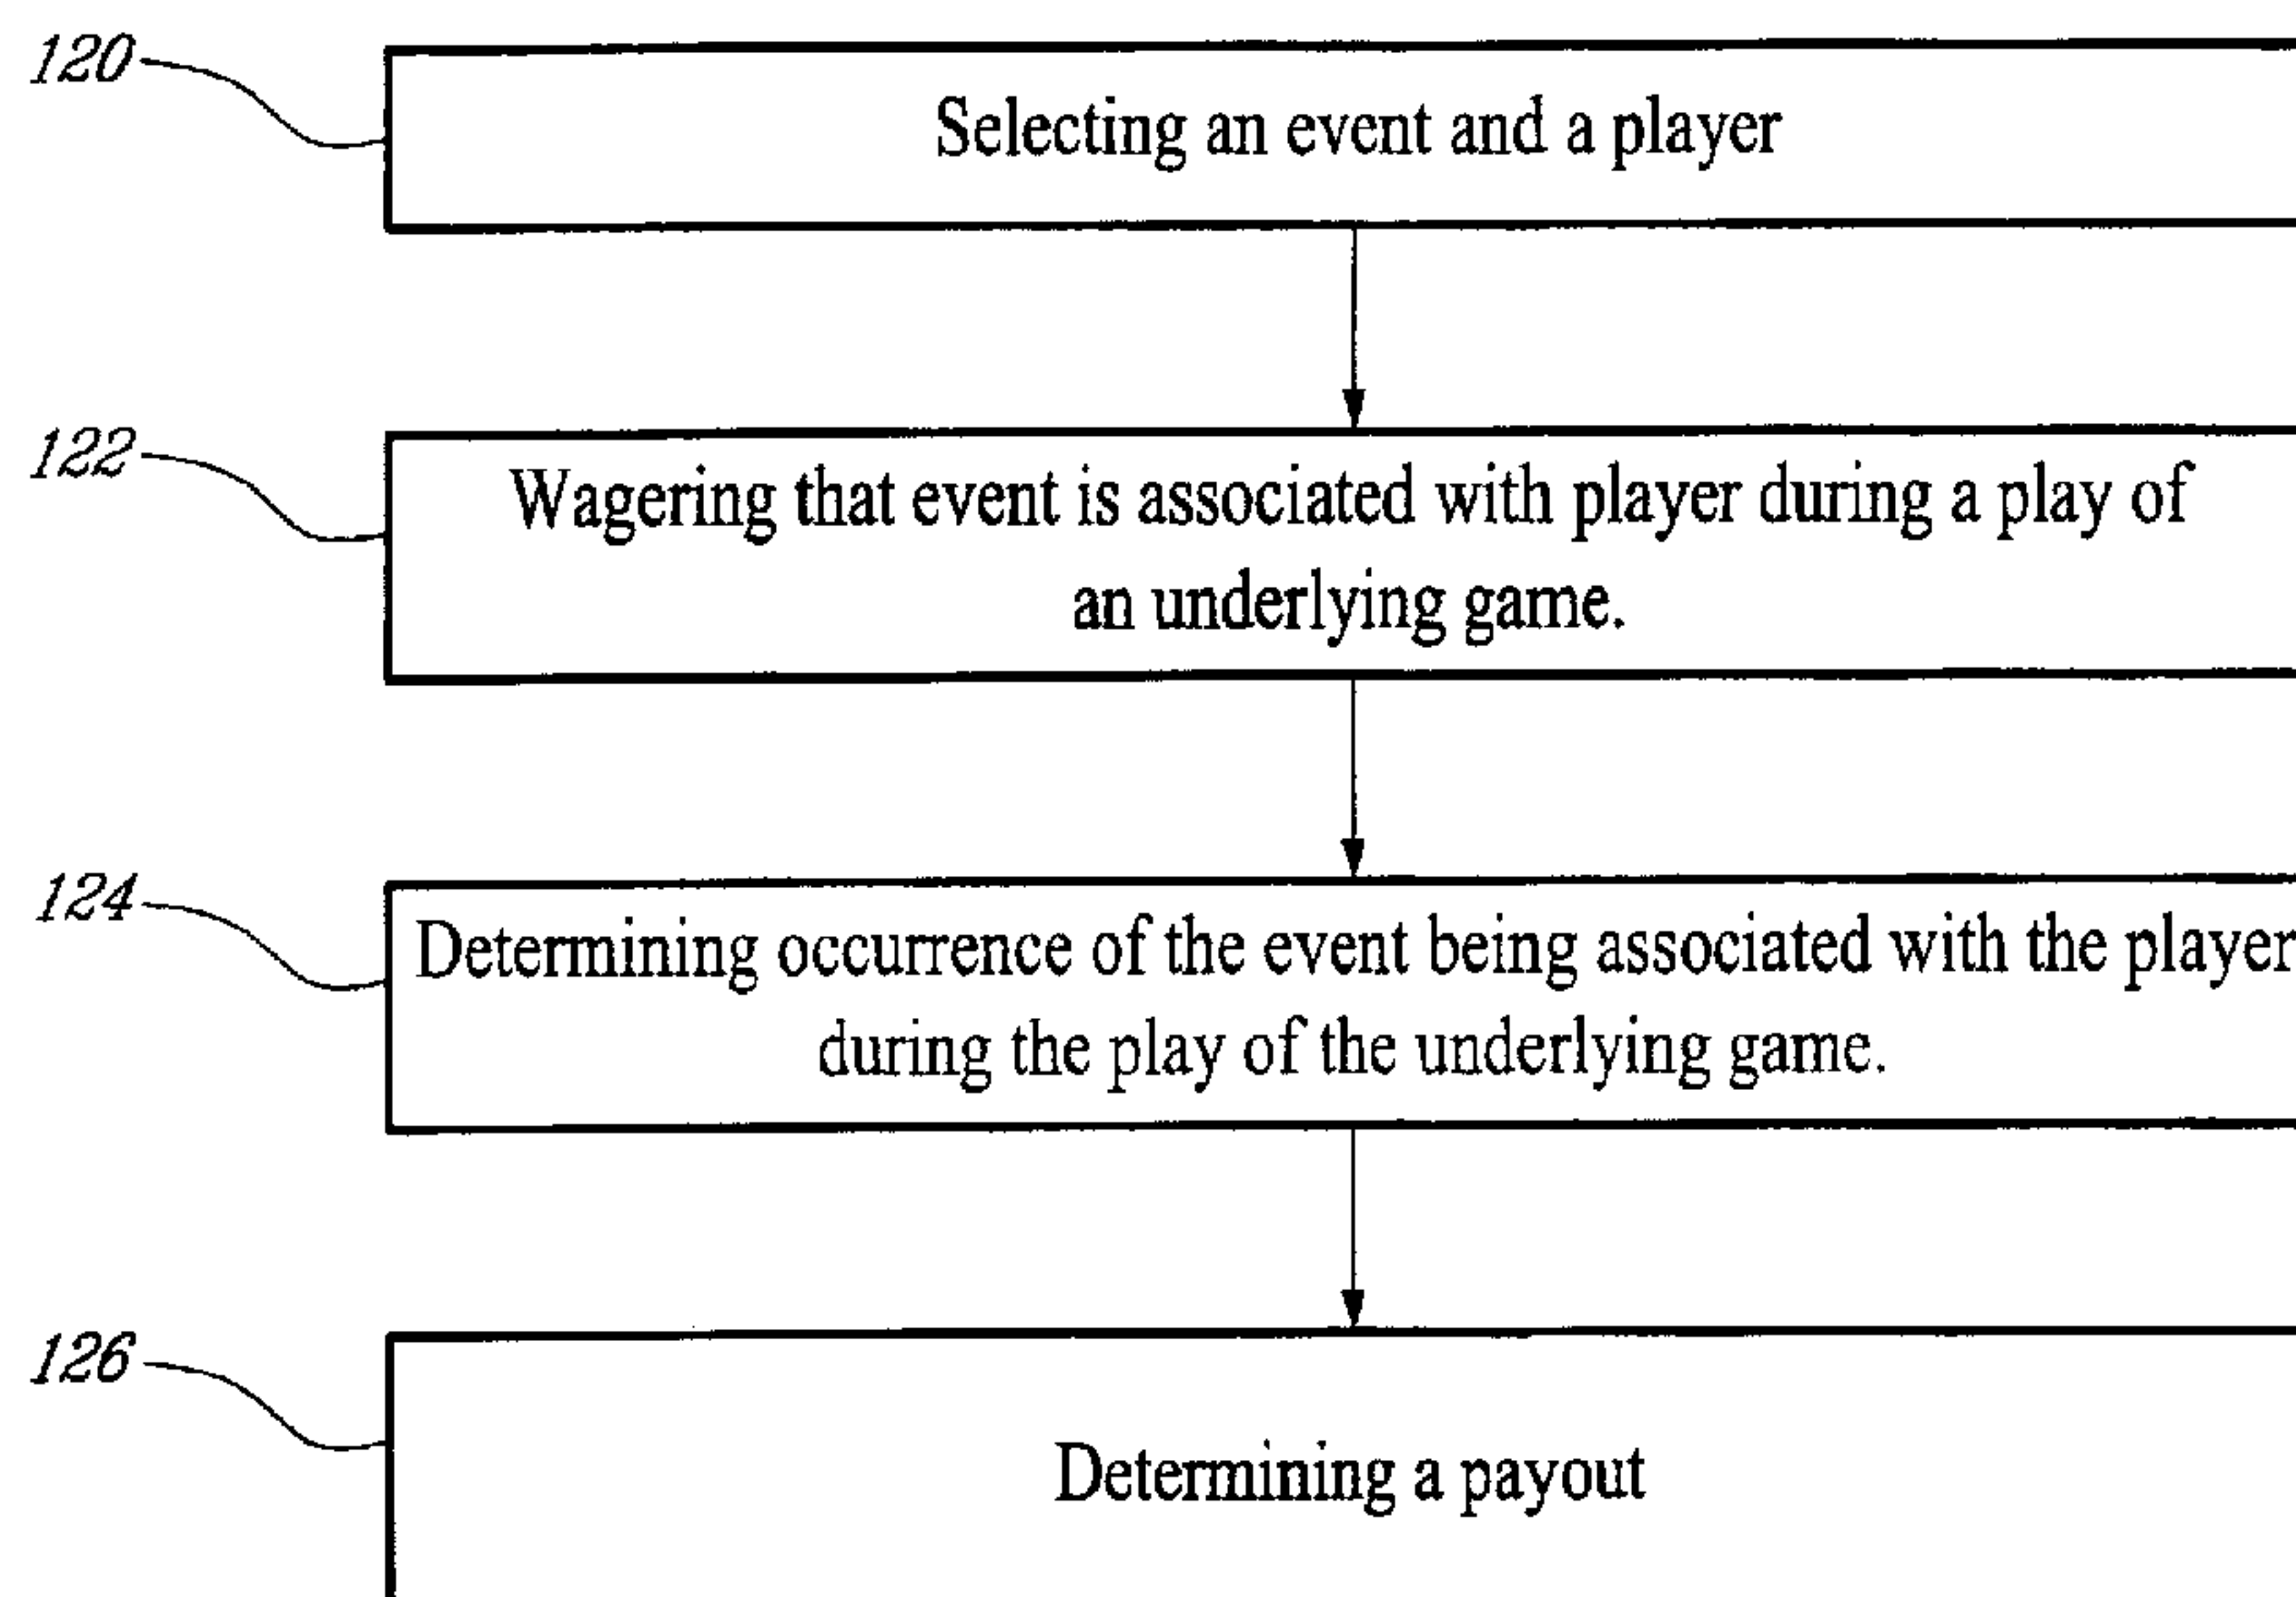 120
Selecting an event and a player
122
Wagering that event is associated with player during a play of
an underlying game.
124
Determining occurrence of the event being associated with the player
during the play of the underlying game.
126
Determining a payout